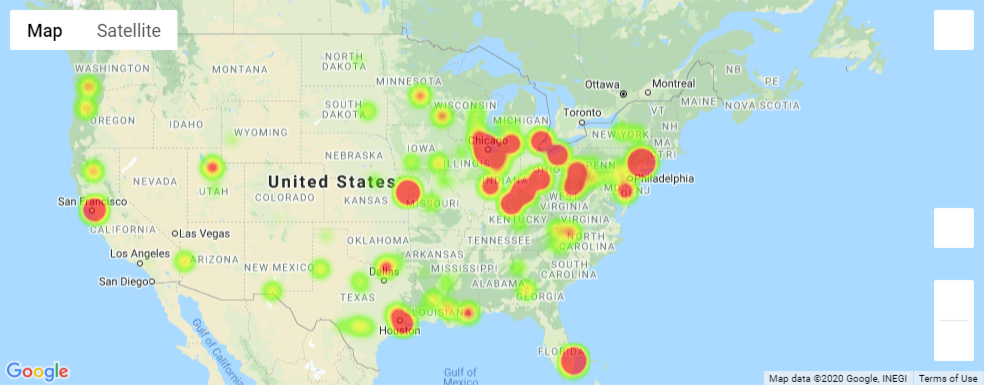 Map
Satellite
WASHINGTON
MONTANA
NORTH
DAKOTA
MINNESOTA
Ottawa
Montreal
NB
PE
MAINE
NOVA SCOTIA
OREGON
IDAHO
SOUTH
DAKOTA
WISCONSIN
MICHIGAN
Toronto
VT
NH
WYOMING
NEW YORK
MA
IOWA
Chicago
NEBRASKA
ILLINOIS
INDIANA
OHIO
PENN
RI
NEVADA
UTAH
United States
COLORADO
KANSAS
MISSOURI
WEST
VIRGINIA
Philadelphia
NJ
San Francisco
KENTUCKY
VIRGINIA
CALIFORNIA
Las Vegas
OKLAHOMA
TENNESSEE
NORTH
CAROLINA
Los Angeles
ARIZONA
NEW MEXICO
ARKANSAS
Dallas
MISSISSIPPI
SOUTH
CAROLINA
San Diego
ALABAMA
GEORGIA
TEXAS
LOUISIANA
Houston
FLORIDA
Gulf of California
Gulf of
Mexico
Google
Map data ©2020 Google, INEGI
Terms of Use